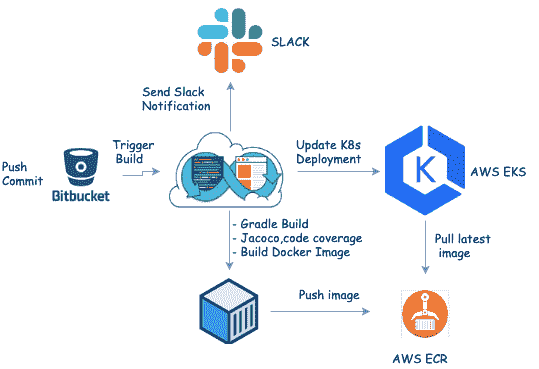 SLACK
Send Slack
Notification
Trigger
Build
Update K8s
Deployment
Push
Commit
Bitbucket
K
AWS EKS
- Gradle Build
- Jacoco,code coverage
- Build Docker Image
Pull latest
image
Push image
AWS ECR